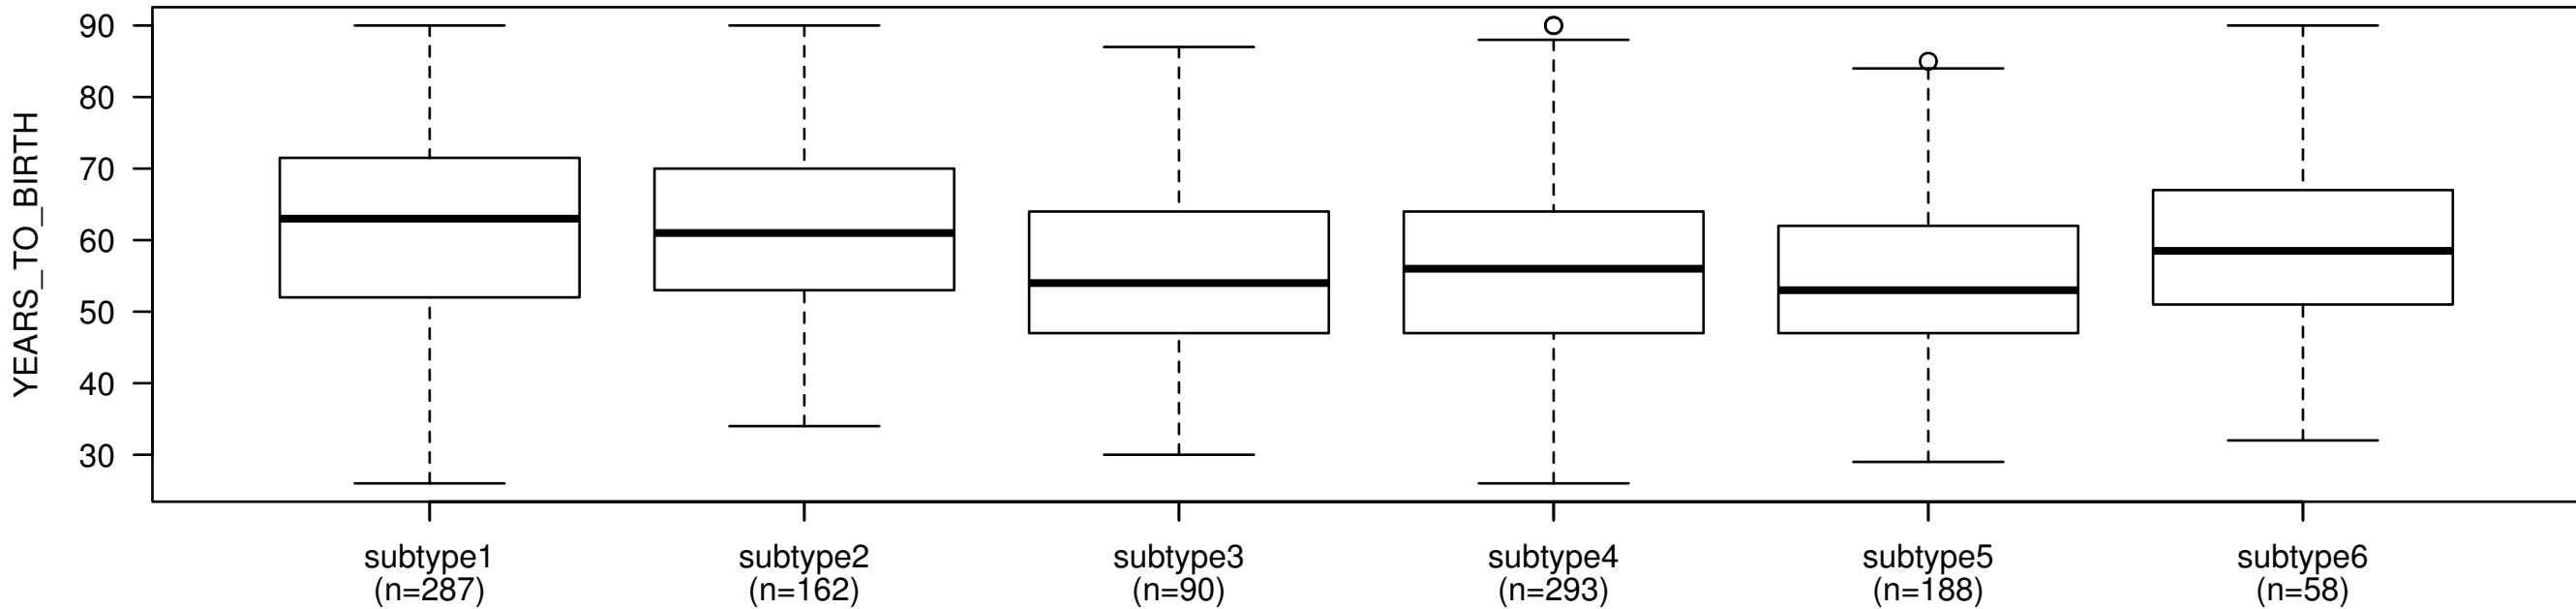 YEARS_TO_BIRTH
90
80
70
60
50
40
30
subtype1 subtype2 subtype3 subtype4 subtype5 subtype6
(n=287) (n=162) (n=90) (n=293) (n=188) (n=58)